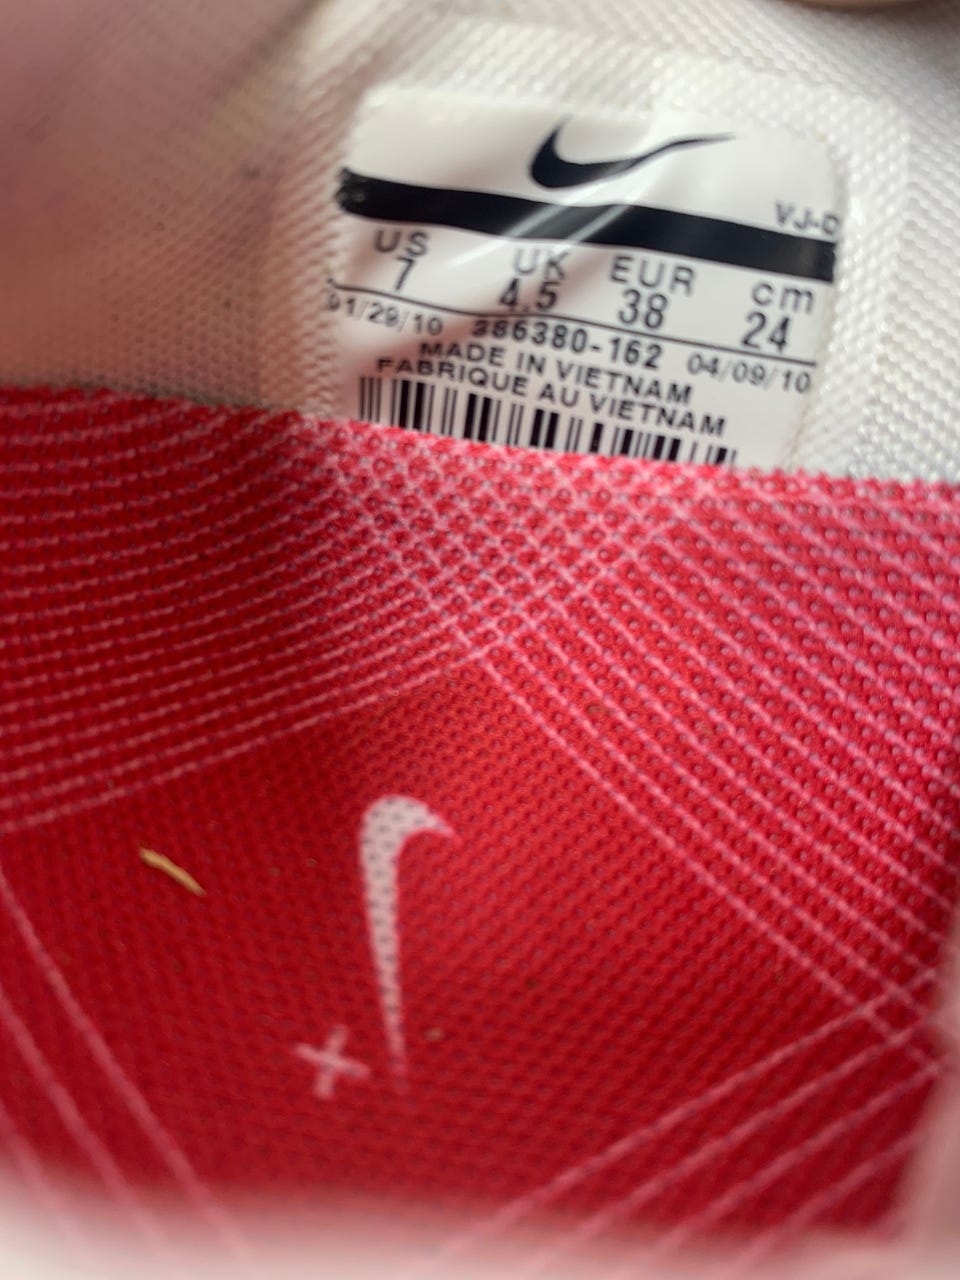 VJ-D
US UK EUR cm
7 4.5 38 24
01/29/10 386380-162 04/09/10
MADE IN VIETNAM
FABRIQUE AU VIETNAM
+